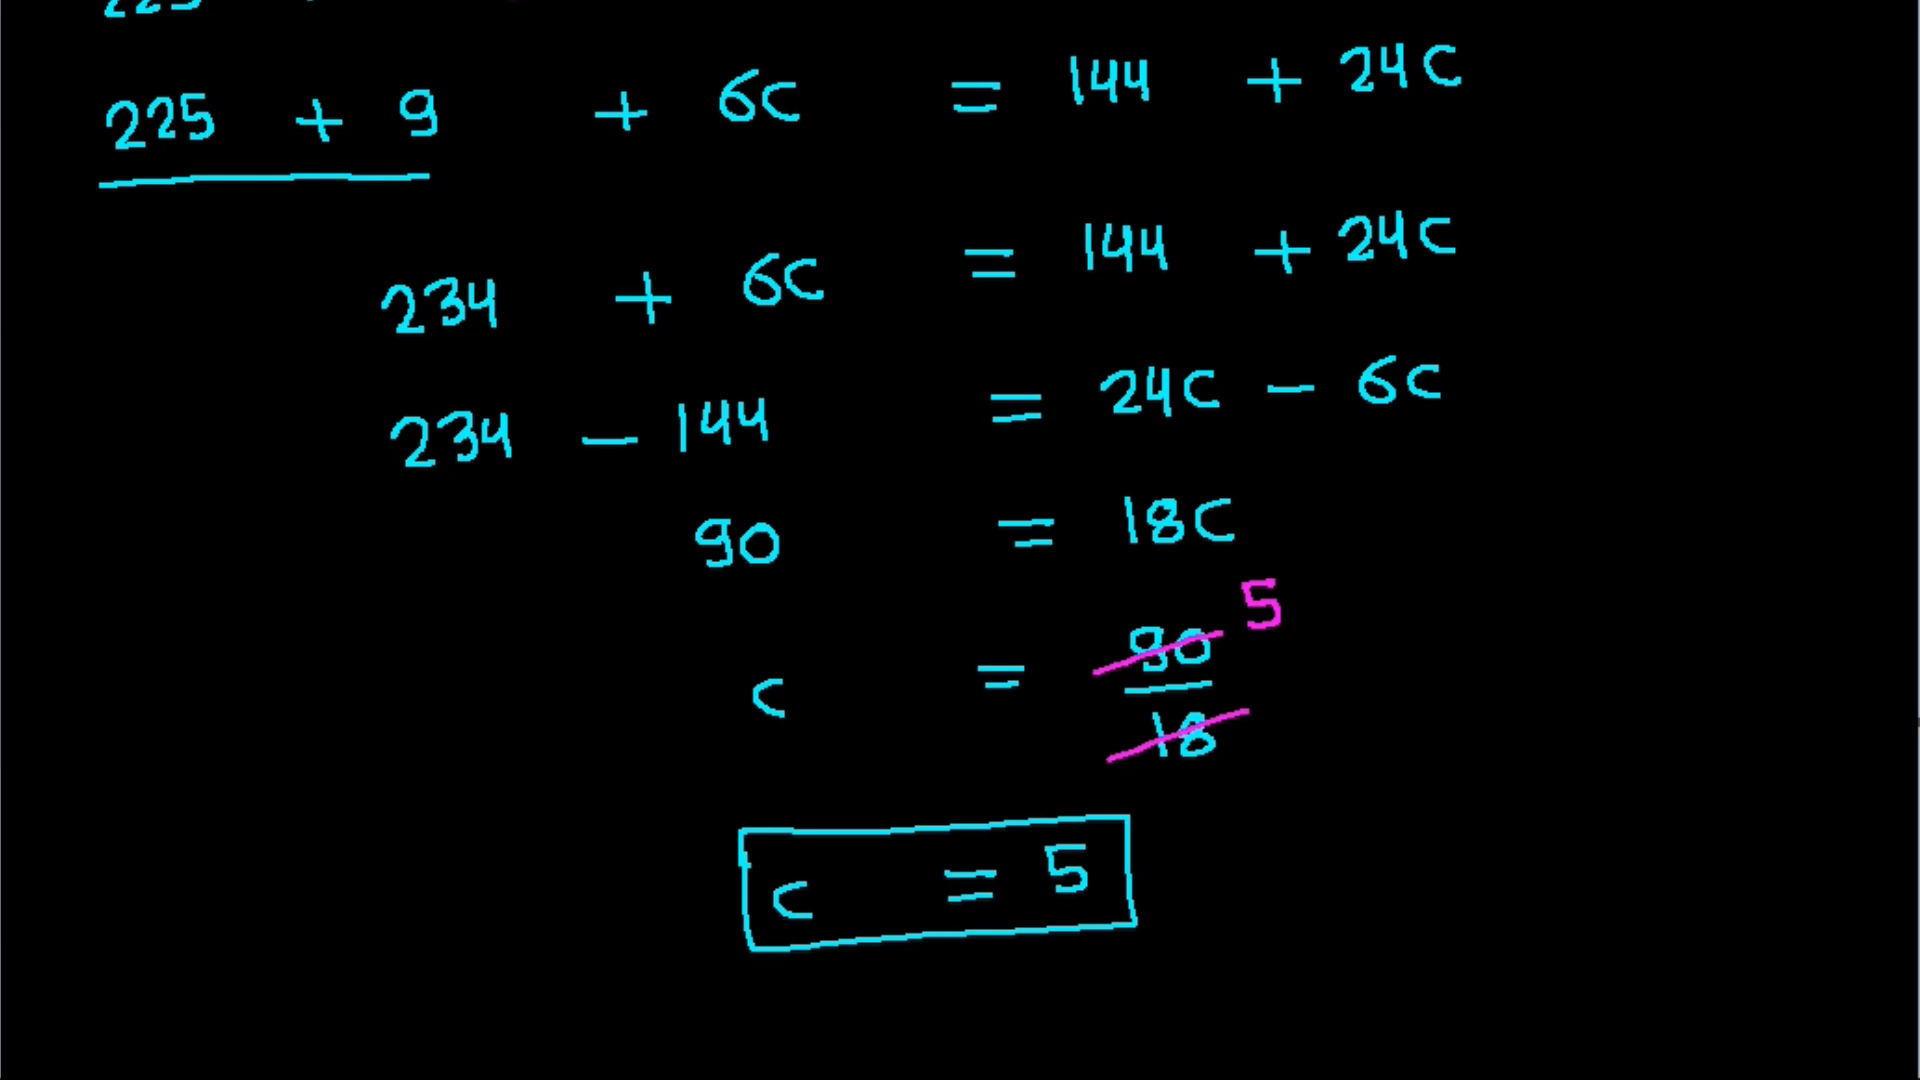 225 + 9 + 6c = 144 + 24c
234 + 6c = 144 + 24c
234 - 144 = 24c - 6c
90 = 18c
c = 90/18 5
c = 5